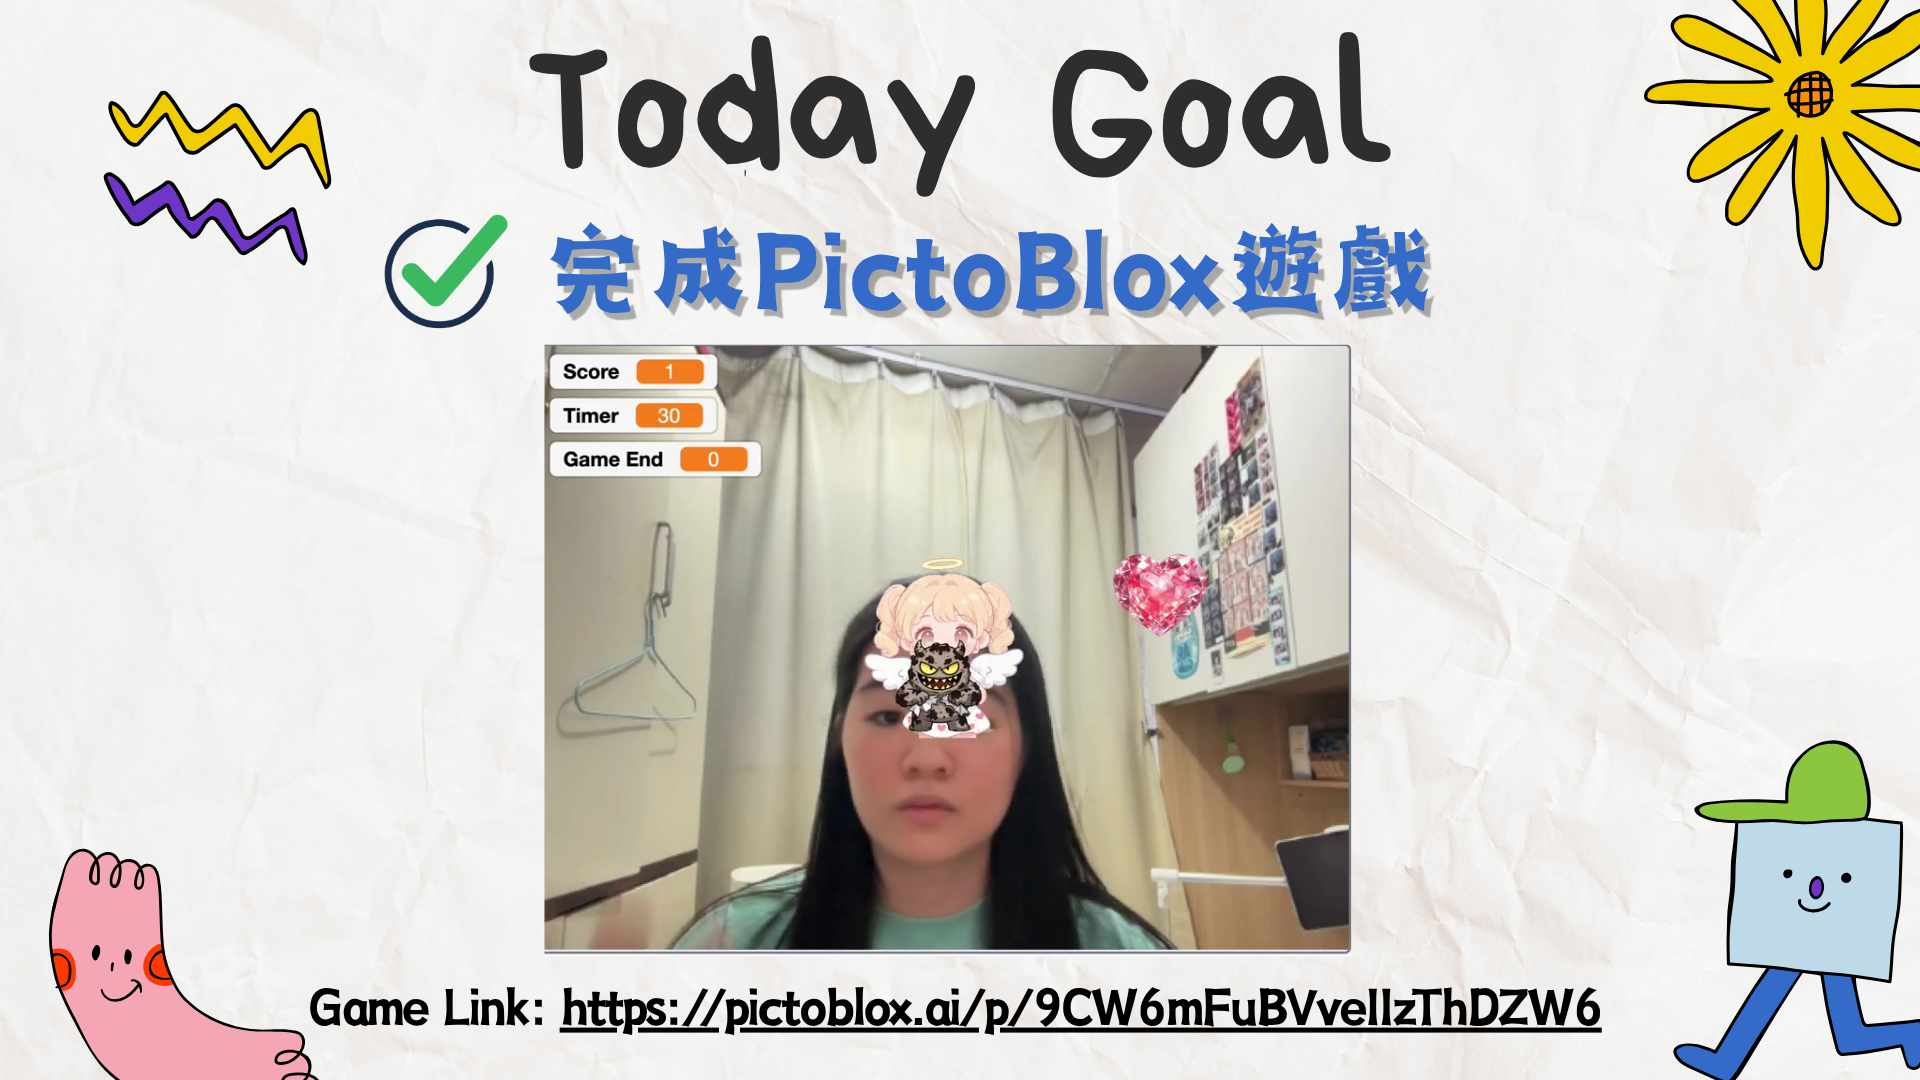 Today Goal
完成PictoBlox遊戲
Score 1
Timer 30
Game End 0
Game Link: https://pictoblox.ai/p/9CW6mFuBVvelIzThDZW6